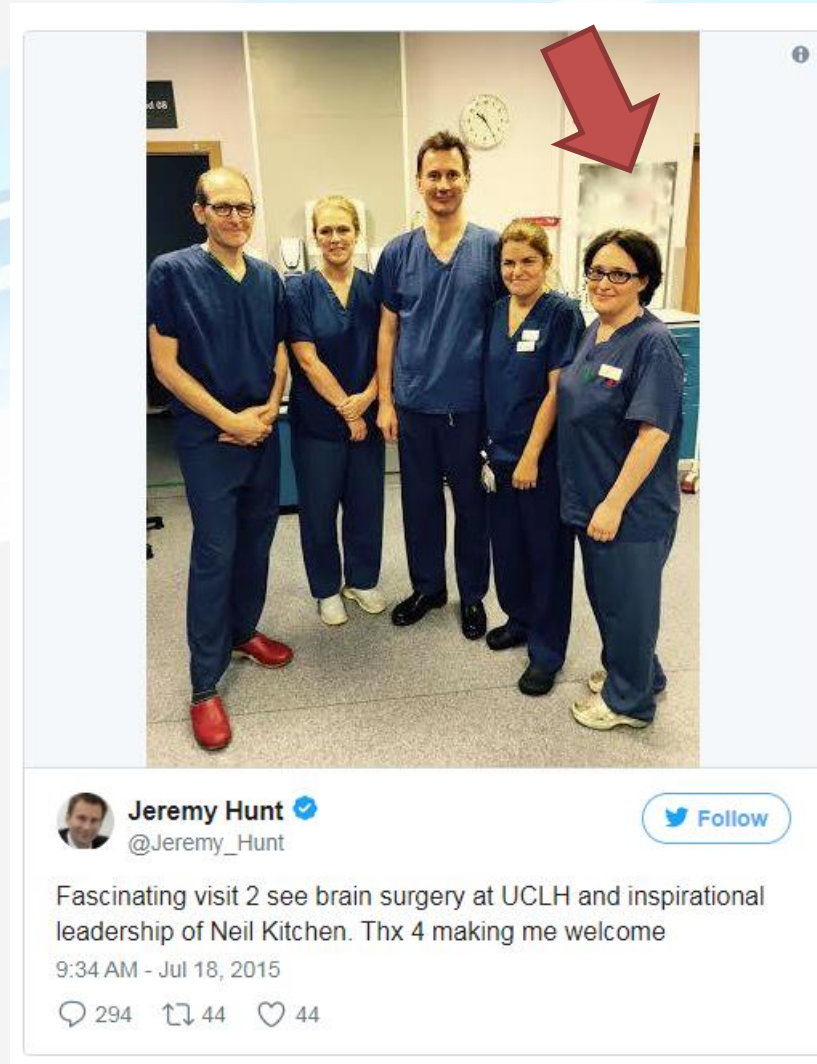 d 08
Jeremy Hunt
@Jeremy_Hunt
Follow
Fascinating visit 2 see brain surgery at UCLH and inspirational
leadership of Neil Kitchen. Thx 4 making me welcome
9:34 AM - Jul 18, 2015
294 44 44